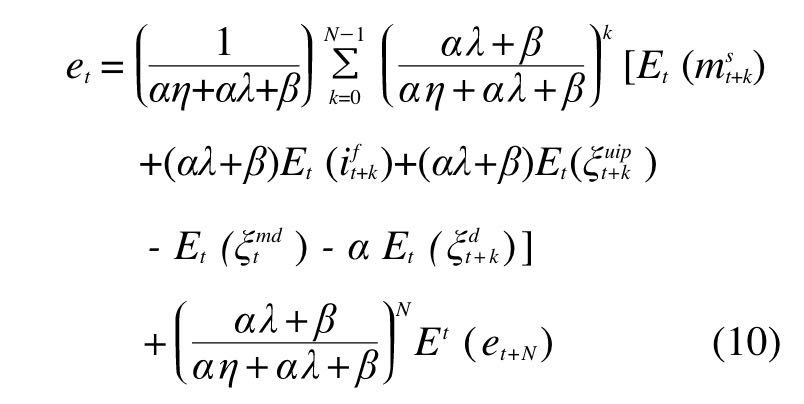 e_t = (1/(αη+αλ+β)) Σ_{k=0}^{N−1} ((αλ+β)/(αη+αλ+β))^k [E_t (m^s_{t+k})
+(αλ+β)E_t (i^f_{t+k})+(αλ+β)E_t(ξ^{uip}_{t+k} )
- E_t (ξ^{md}_t ) - α E_t (ξ^d_{t+k})]
+ ((αλ+β)/(αη+αλ+β))^N E^t (e_{t+N}) (10)